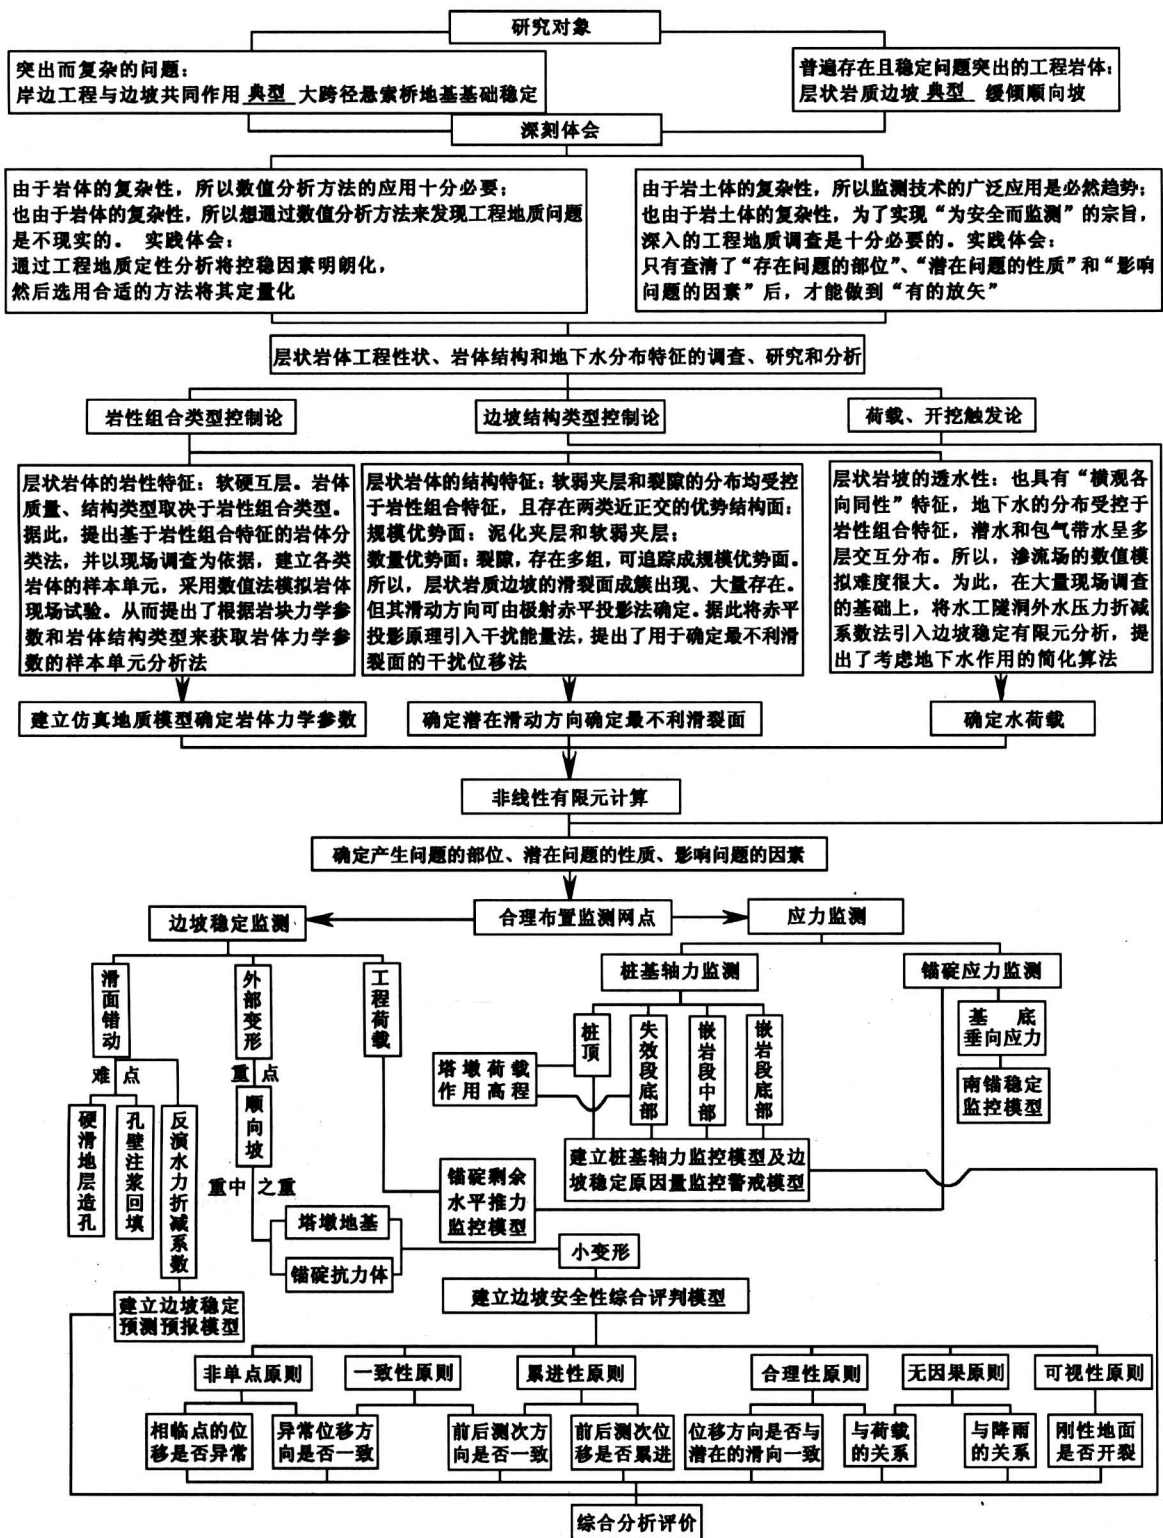 研究对象
突出而复杂的问题：
岸边工程与边坡共同作用 典型 大跨径悬索桥地基基础稳定
普遍存在且稳定问题突出的工程岩体：
层状岩质边坡 典型 缓倾顺向坡
深刻体会
由于岩体的复杂性，所以数值分析方法的应用十分必要；
也由于岩体的复杂性，所以想通过数值分析方法来发现工程地质问题
是不现实的。 实践体会：
通过工程地质定性分析将控稳因素明朗化，
然后选用合适的方法将其定量化
由于岩土体的复杂性，所以监测技术的广泛应用是必然趋势；
也由于岩土体的复杂性，为了实现“为安全而监测”的宗旨，
深入的工程地质调查是十分必要的。实践体会：
只有查清了“存在问题的部位”、“潜在问题的性质”和“影响
问题的因素”后，才能做到“有的放矢”
层状岩体工程性状、岩体结构和地下水分布特征的调查、研究和分析
岩性组合类型控制论
边坡结构类型控制论
荷载、开挖触发论
层状岩体的岩性特征：软硬互层。岩体
质量、结构类型取决于岩性组合类型。
据此，提出基于岩性组合特征的岩体分
类法，并以现场调查为依据，建立各类
岩体的样本单元，采用数值法模拟岩体
现场试验。从而提出了根据岩块力学参
数和岩体结构类型来获取岩体力学参
数的样本单元分析法
层状岩体的结构特征：软弱夹层和裂隙的分布均受控
于岩性组合特征，且存在两类近正交的优势结构面：
规模优势面：泥化夹层和软弱夹层；
数量优势面：裂隙，存在多组，可追踪成规模优势面。
所以，层状岩质边坡的滑裂面成簇出现、大量存在。
但其滑动方向可由极射赤平投影法确定。据此将赤平
投影原理引入干扰能量法，提出了用于确定最不利滑
裂面的干扰位移法
层状岩坡的透水性：也具有“横观各
向同性”特征，地下水的分布受控于
岩性组合特征，潜水和包气带水呈多
层交互分布。所以，渗流场的数值模
拟难度很大。为此，在大量现场调查
的基础上，将水工隧洞外水压力折减
系数法引入边坡稳定有限元分析，提
出了考虑地下水作用的简化算法
建立仿真地质模型确定岩体力学参数
确定潜在滑动方向确定最不利滑裂面
确定水荷载
非线性有限元计算
确定产生问题的部位、潜在问题的性质、影响问题的因素
边坡稳定监测
合理布置监测网点
应力监测
滑面错动
外部变形
工程荷载
桩基轴力监测
锚碇应力监测
桩顶
失效段底部
嵌岩段中部
嵌岩段底部
基 底
垂向应力
塔墩荷载
作用高程
南锚稳定
监控模型
难点
重点
硬滑地层造孔
孔壁注浆回填
反演水力折减系数
顺向坡
重中之重
建立桩基轴力监控模型及边
坡稳定原因量监控警戒模型
锚碇剩余
水平推力
监控模型
塔墩地基
锚碇抗力体
小变形
建立边坡稳定
预测预报模型
建立边坡安全性综合评判模型
非单点原则
一致性原则
累进性原则
合理性原则
无因果原则
可视性原则
相临点的位
移是否异常
异常位移方
向是否一致
前后测次方
向是否一致
前后测次位
移是否累进
位移方向是否与
潜在的滑向一致
与荷载
的关系
与降雨
的关系
刚性地面
是否开裂
综合分析评价